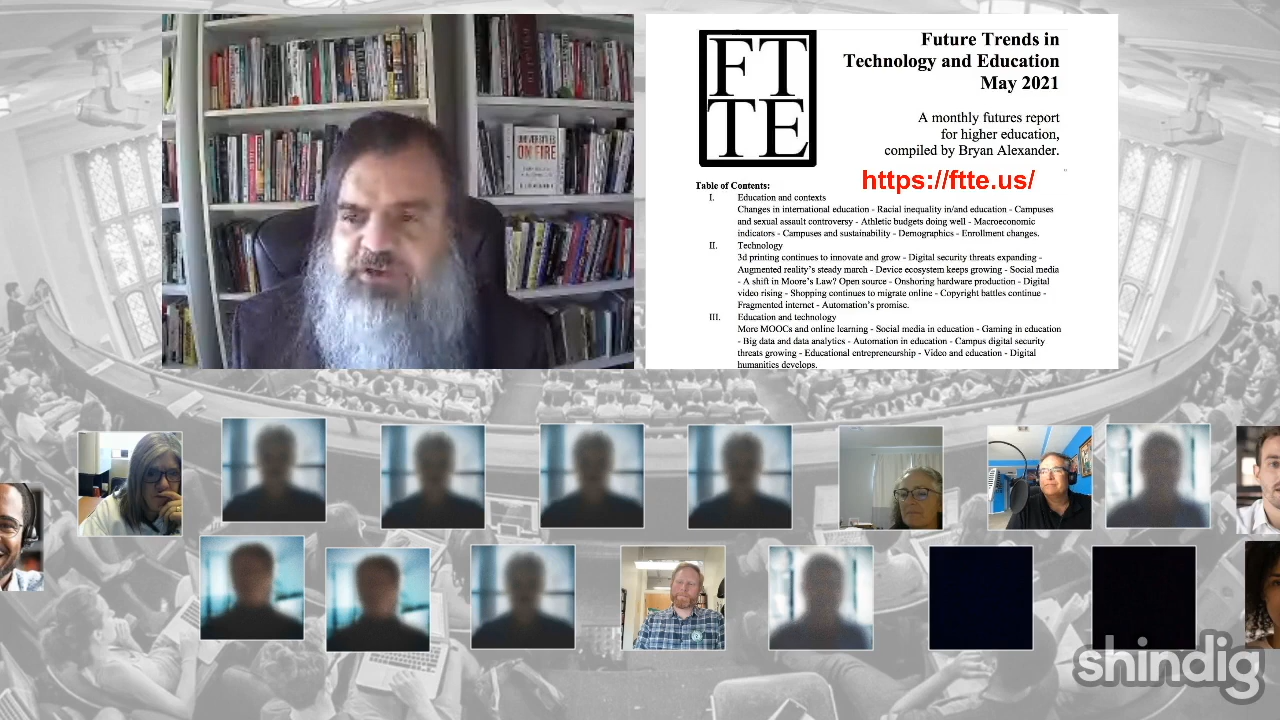 UNIVERSITIES
ON FIRE
FT
TE
Future Trends in
Technology and Education
May 2021
A monthly futures report
for higher education,
compiled by Bryan Alexander.
https://ftte.us/
Table of Contents:
I. Education and contexts
Changes in international education - Racial inequality in/and education - Campuses
and sexual assault controversy - Athletic budgets doing well - Macroeconomic
indicators - Campuses and sustainability - Demographics - Enrollment changes.
II. Technology
3d printing continues to innovate and grow - Digital security threats expanding -
Augmented reality's steady march - Device ecosystem keeps growing - Social media
- A shift in Moore's Law? Open source - Onshoring hardware production - Digital
video rising - Shopping continues to migrate online - Copyright battles continue -
Fragmented internet - Automation's promise.
III. Education and technology
More MOOCs and online learning - Social media in education - Gaming in education
- Big data and data analytics - Automation in education - Campus digital security
threats growing - Educational entrepreneurship - Video and education - Digital
humanities develops.
shindig